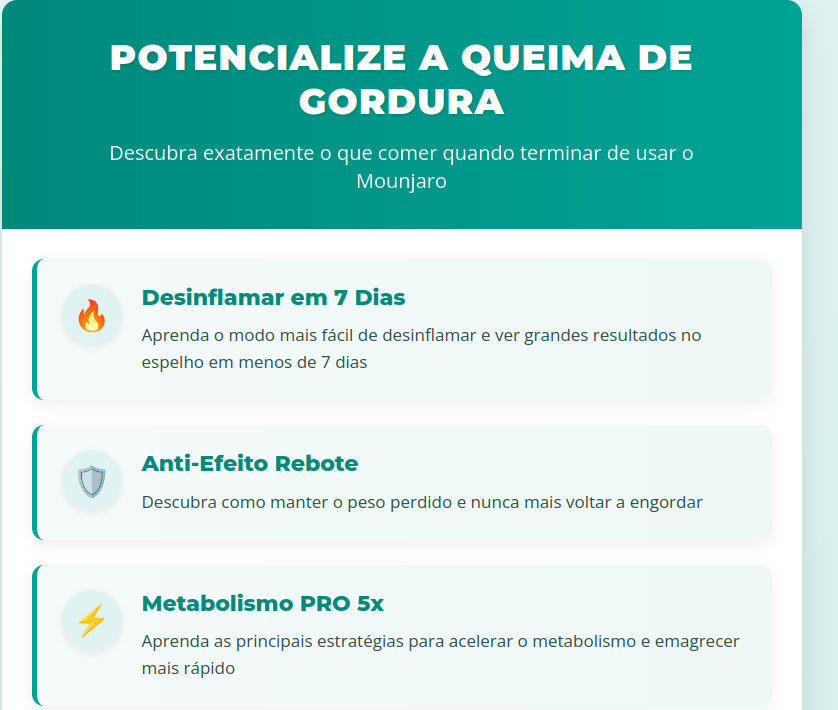 POTENCIALIZE A QUEIMA DE
GORDURA
Descubra exatamente o que comer quando terminar de usar o
Mounjaro
Desinflamar em 7 Dias
Aprenda o modo mais fácil de desinflamar e ver grandes resultados no
espelho em menos de 7 dias
Anti-Efeito Rebote
Descubra como manter o peso perdido e nunca mais voltar a engordar
Metabolismo PRO 5x
Aprenda as principais estratégias para acelerar o metabolismo e emagrecer
mais rápido